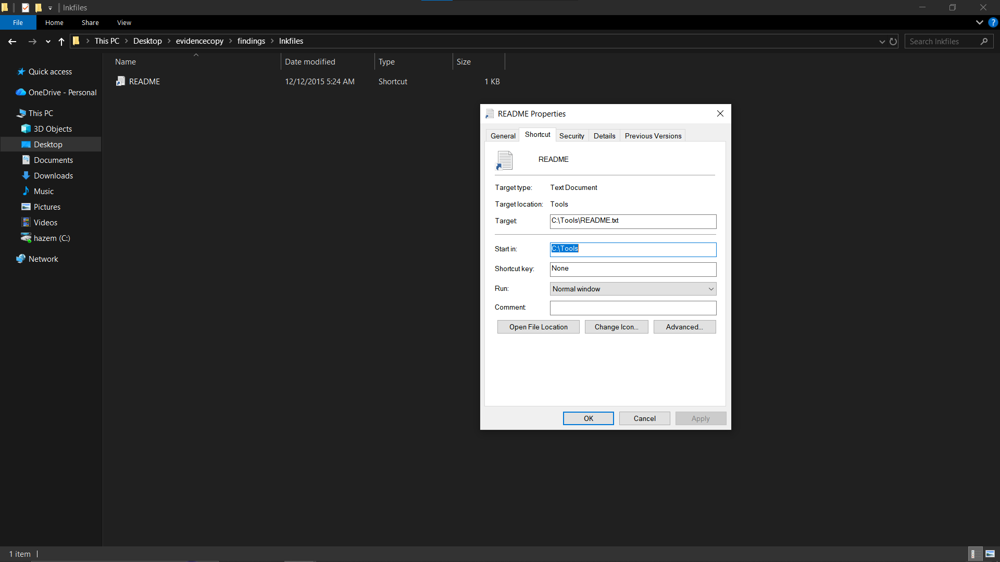 lnkfiles
File
Home
Share
View
?
This PC
Desktop
evidencecopy
findings
lnkfiles
Search lnkfiles
Name
Date modified
Type
Size
README
12/12/2015 5:24 AM
Shortcut
1 KB
Quick access
OneDrive - Personal
This PC
3D Objects
Desktop
Documents
Downloads
Music
Pictures
Videos
hazem (C:)
Network
README Properties
General
Shortcut
Security
Details
Previous Versions
README
Target type: Text Document
Target location: Tools
Target: C:\Tools\README.txt
Start in: C:\Tools
Shortcut key: None
Run: Normal window
Comment:
Open File Location
Change Icon...
Advanced...
OK
Cancel
Apply
1 item